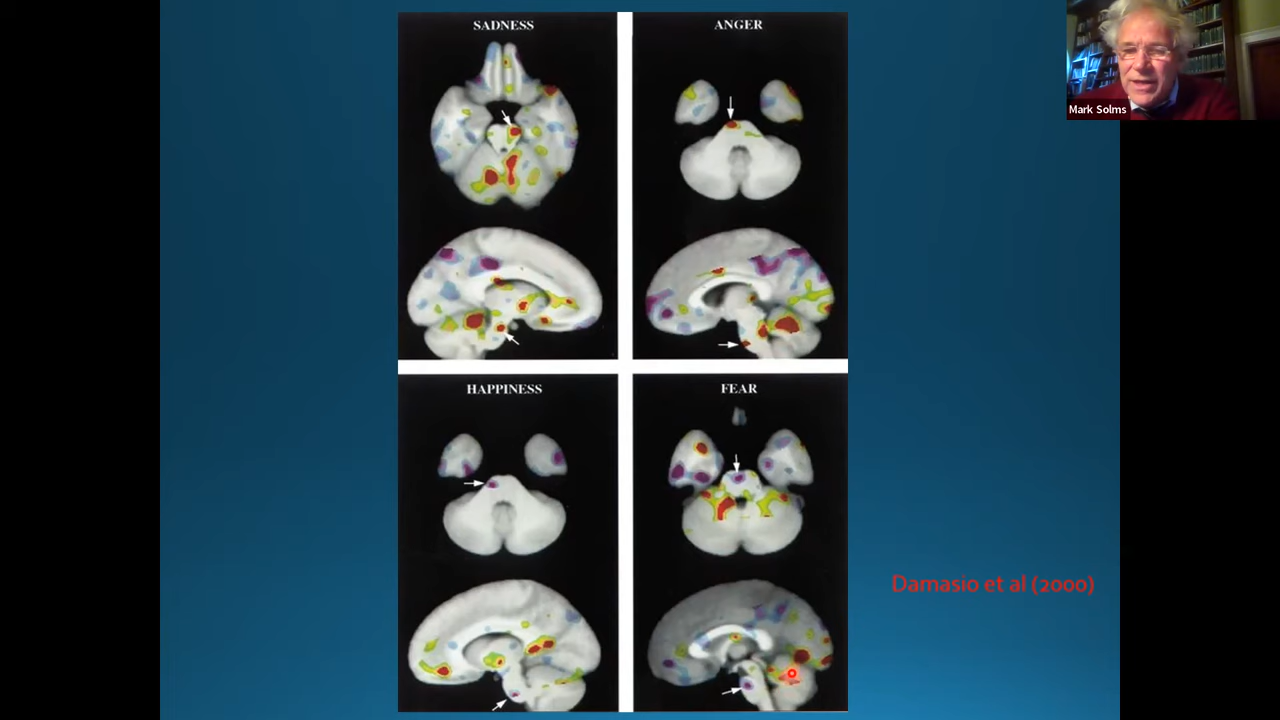 SADNESS
ANGER
Mark Solms
HAPPINESS
FEAR
Damasio et al (2000)